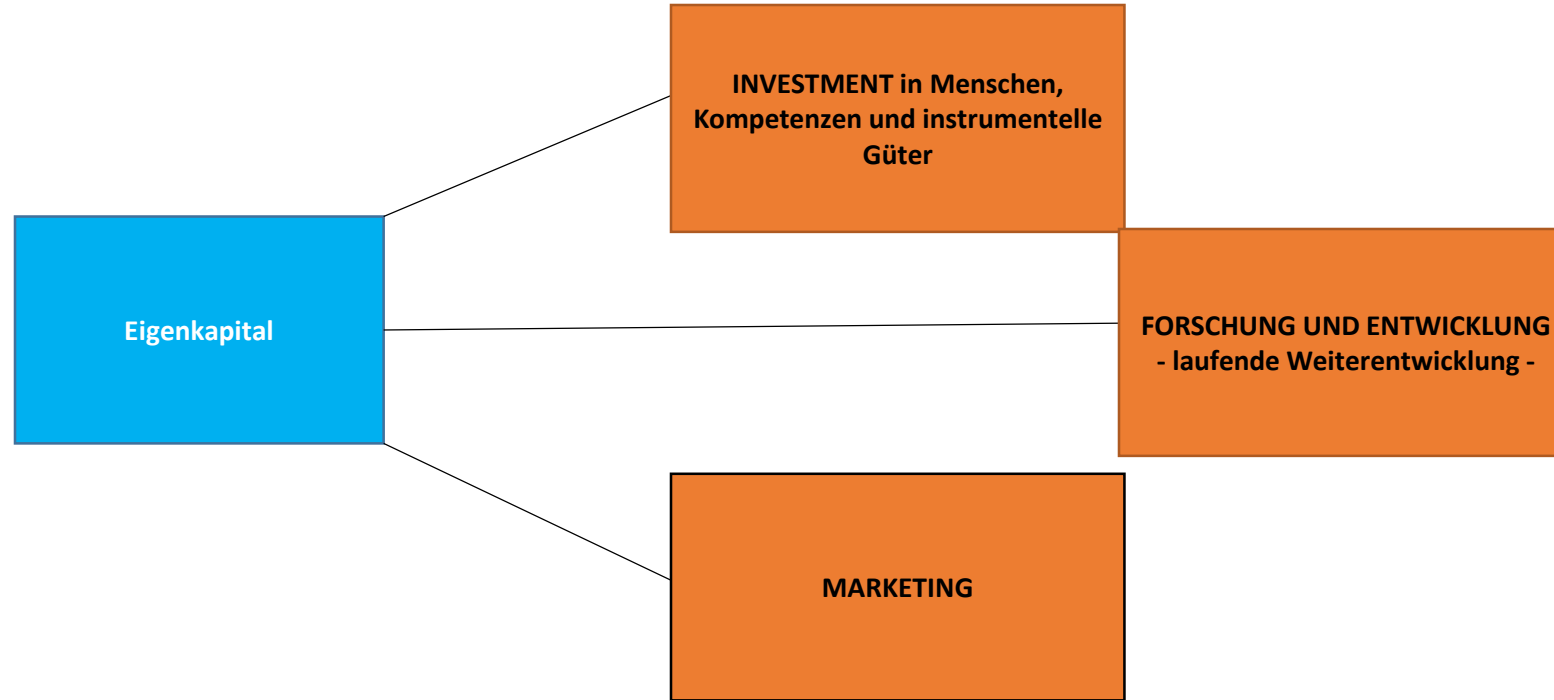 INVESTMENT in Menschen,
Kompetenzen und instrumentelle
Güter
Eigenkapital
FORSCHUNG UND ENTWICKLUNG
- laufende Weiterentwicklung -
MARKETING